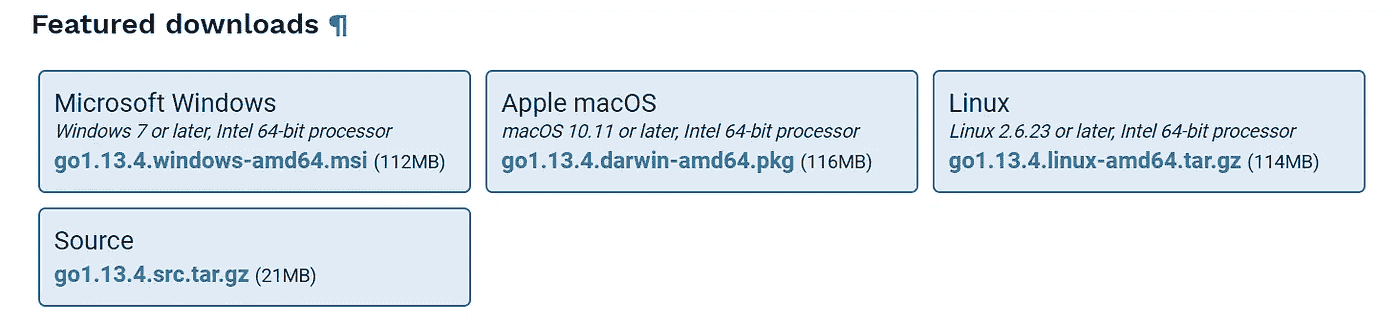 Featured downloads ¶
Microsoft Windows
Windows 7 or later, Intel 64-bit processor
go1.13.4.windows-amd64.msi (112MB)
Apple macOS
macOS 10.11 or later, Intel 64-bit processor
go1.13.4.darwin-amd64.pkg (116MB)
Linux
Linux 2.6.23 or later, Intel 64-bit processor
go1.13.4.linux-amd64.tar.gz (114MB)
Source
go1.13.4.src.tar.gz (21MB)